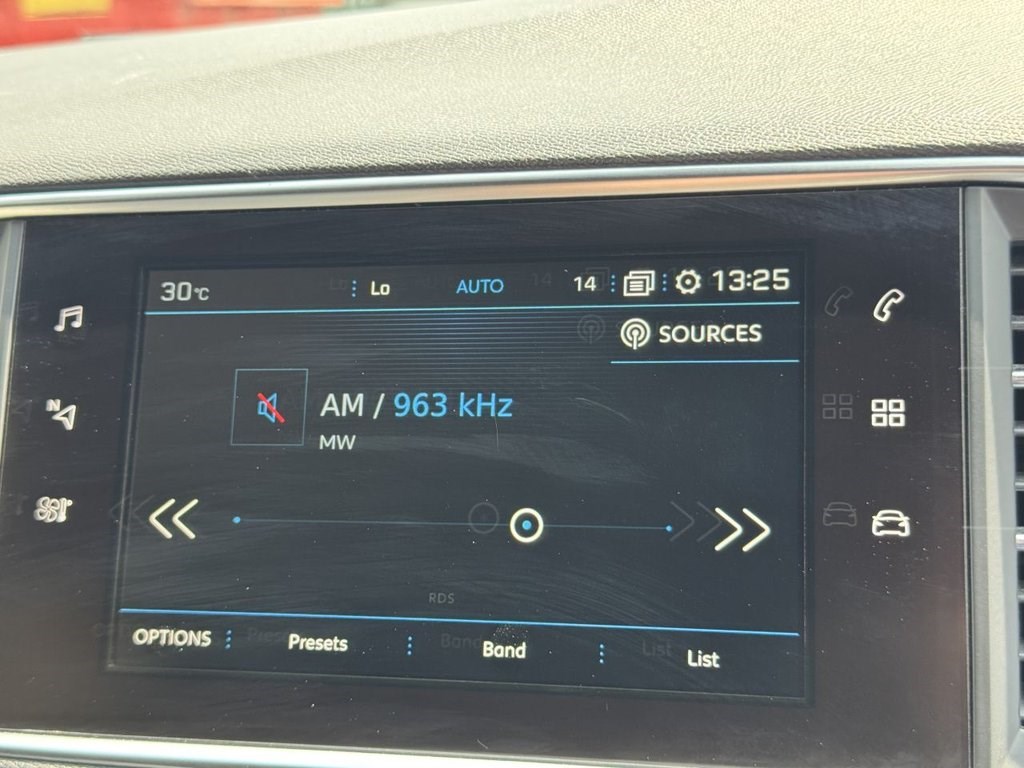 30°C Lo AUTO 14 13:25
SOURCES
AM / 963 kHz
MW
N
RDS
OPTIONS Presets Band List